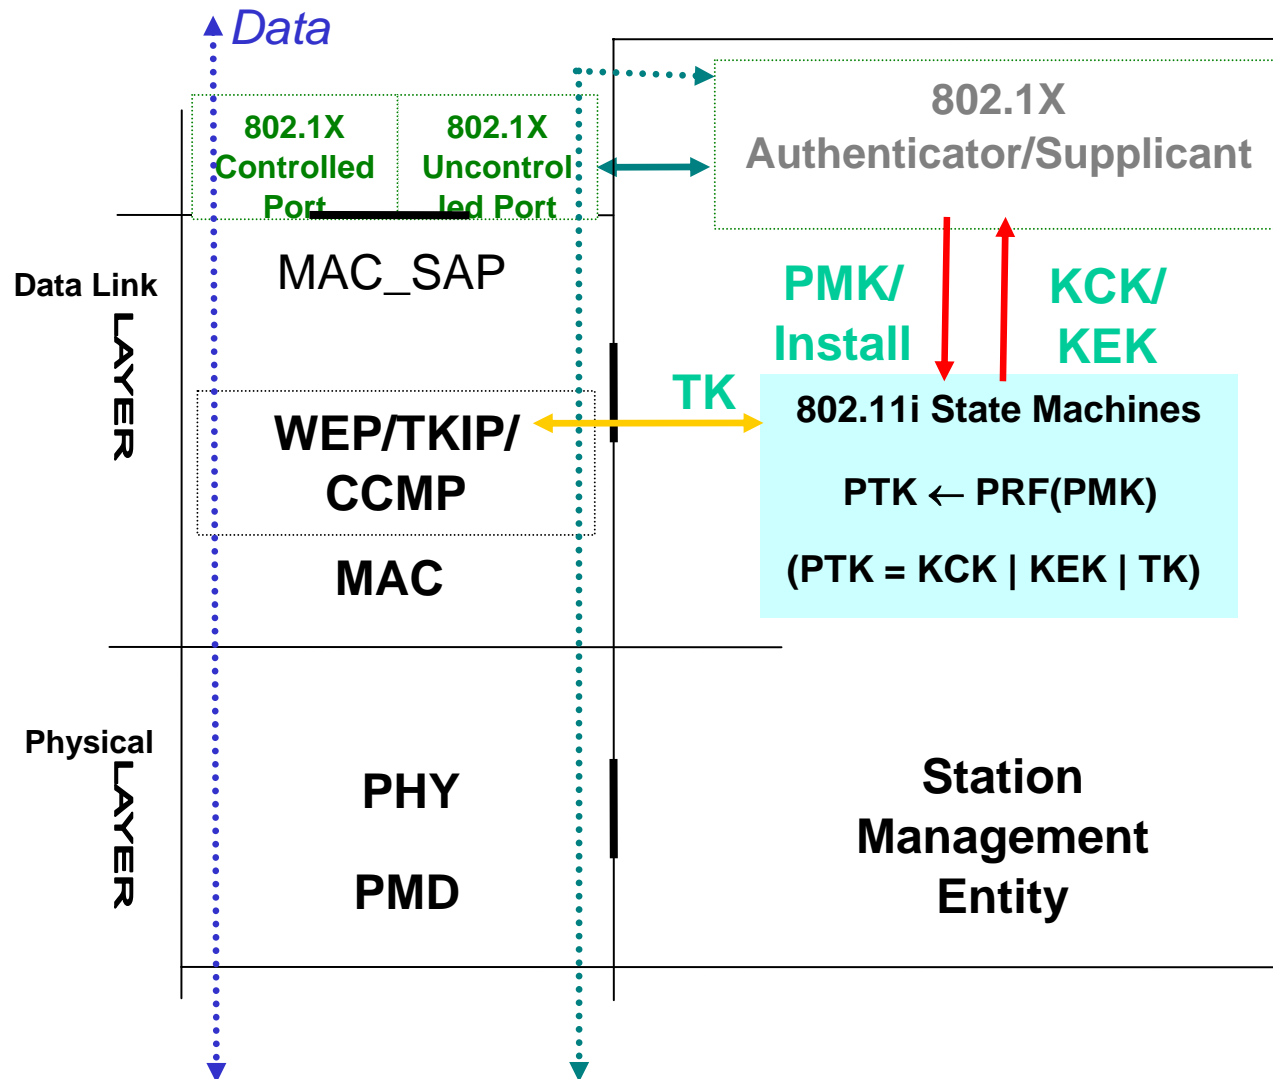 Data
802.1X
Controlled
Port
802.1X
Uncontrol
led Port
802.1X
Authenticator/Supplicant
MAC_SAP
Data Link
LAYER
PMK/
Install
KCK/
KEK
TK
WEP/TKIP/
CCMP
802.11i State Machines
PTK ← PRF(PMK)
(PTK = KCK | KEK | TK)
MAC
Physical
LAYER
PHY
PMD
Station
Management
Entity